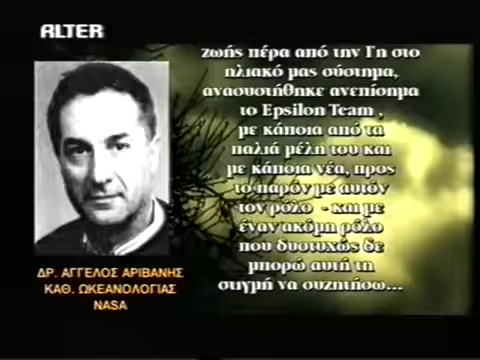 ALTER
ζωής πέρα από την Γη στο
ηλιακό μας σύστημα,
ανασυστήθηκε ανεπίσημα
το Epsilon Team ,
με κάποια από τα
παλιά μέλη του και
με κάποια νέα, προς
το παρόν με αυτόν
τον ρόλο - και με
έναν ακόμη ρόλο
που δυστυχώς δε
μπορώ αυτή τη
στιγμή να συζητήσω...
ΔΡ. ΑΓΓΕΛΟΣ ΑΡΙΒΑΝΗΣ
ΚΑΘ. ΩΚΕΑΝΟΛΟΓΙΑΣ
NASA